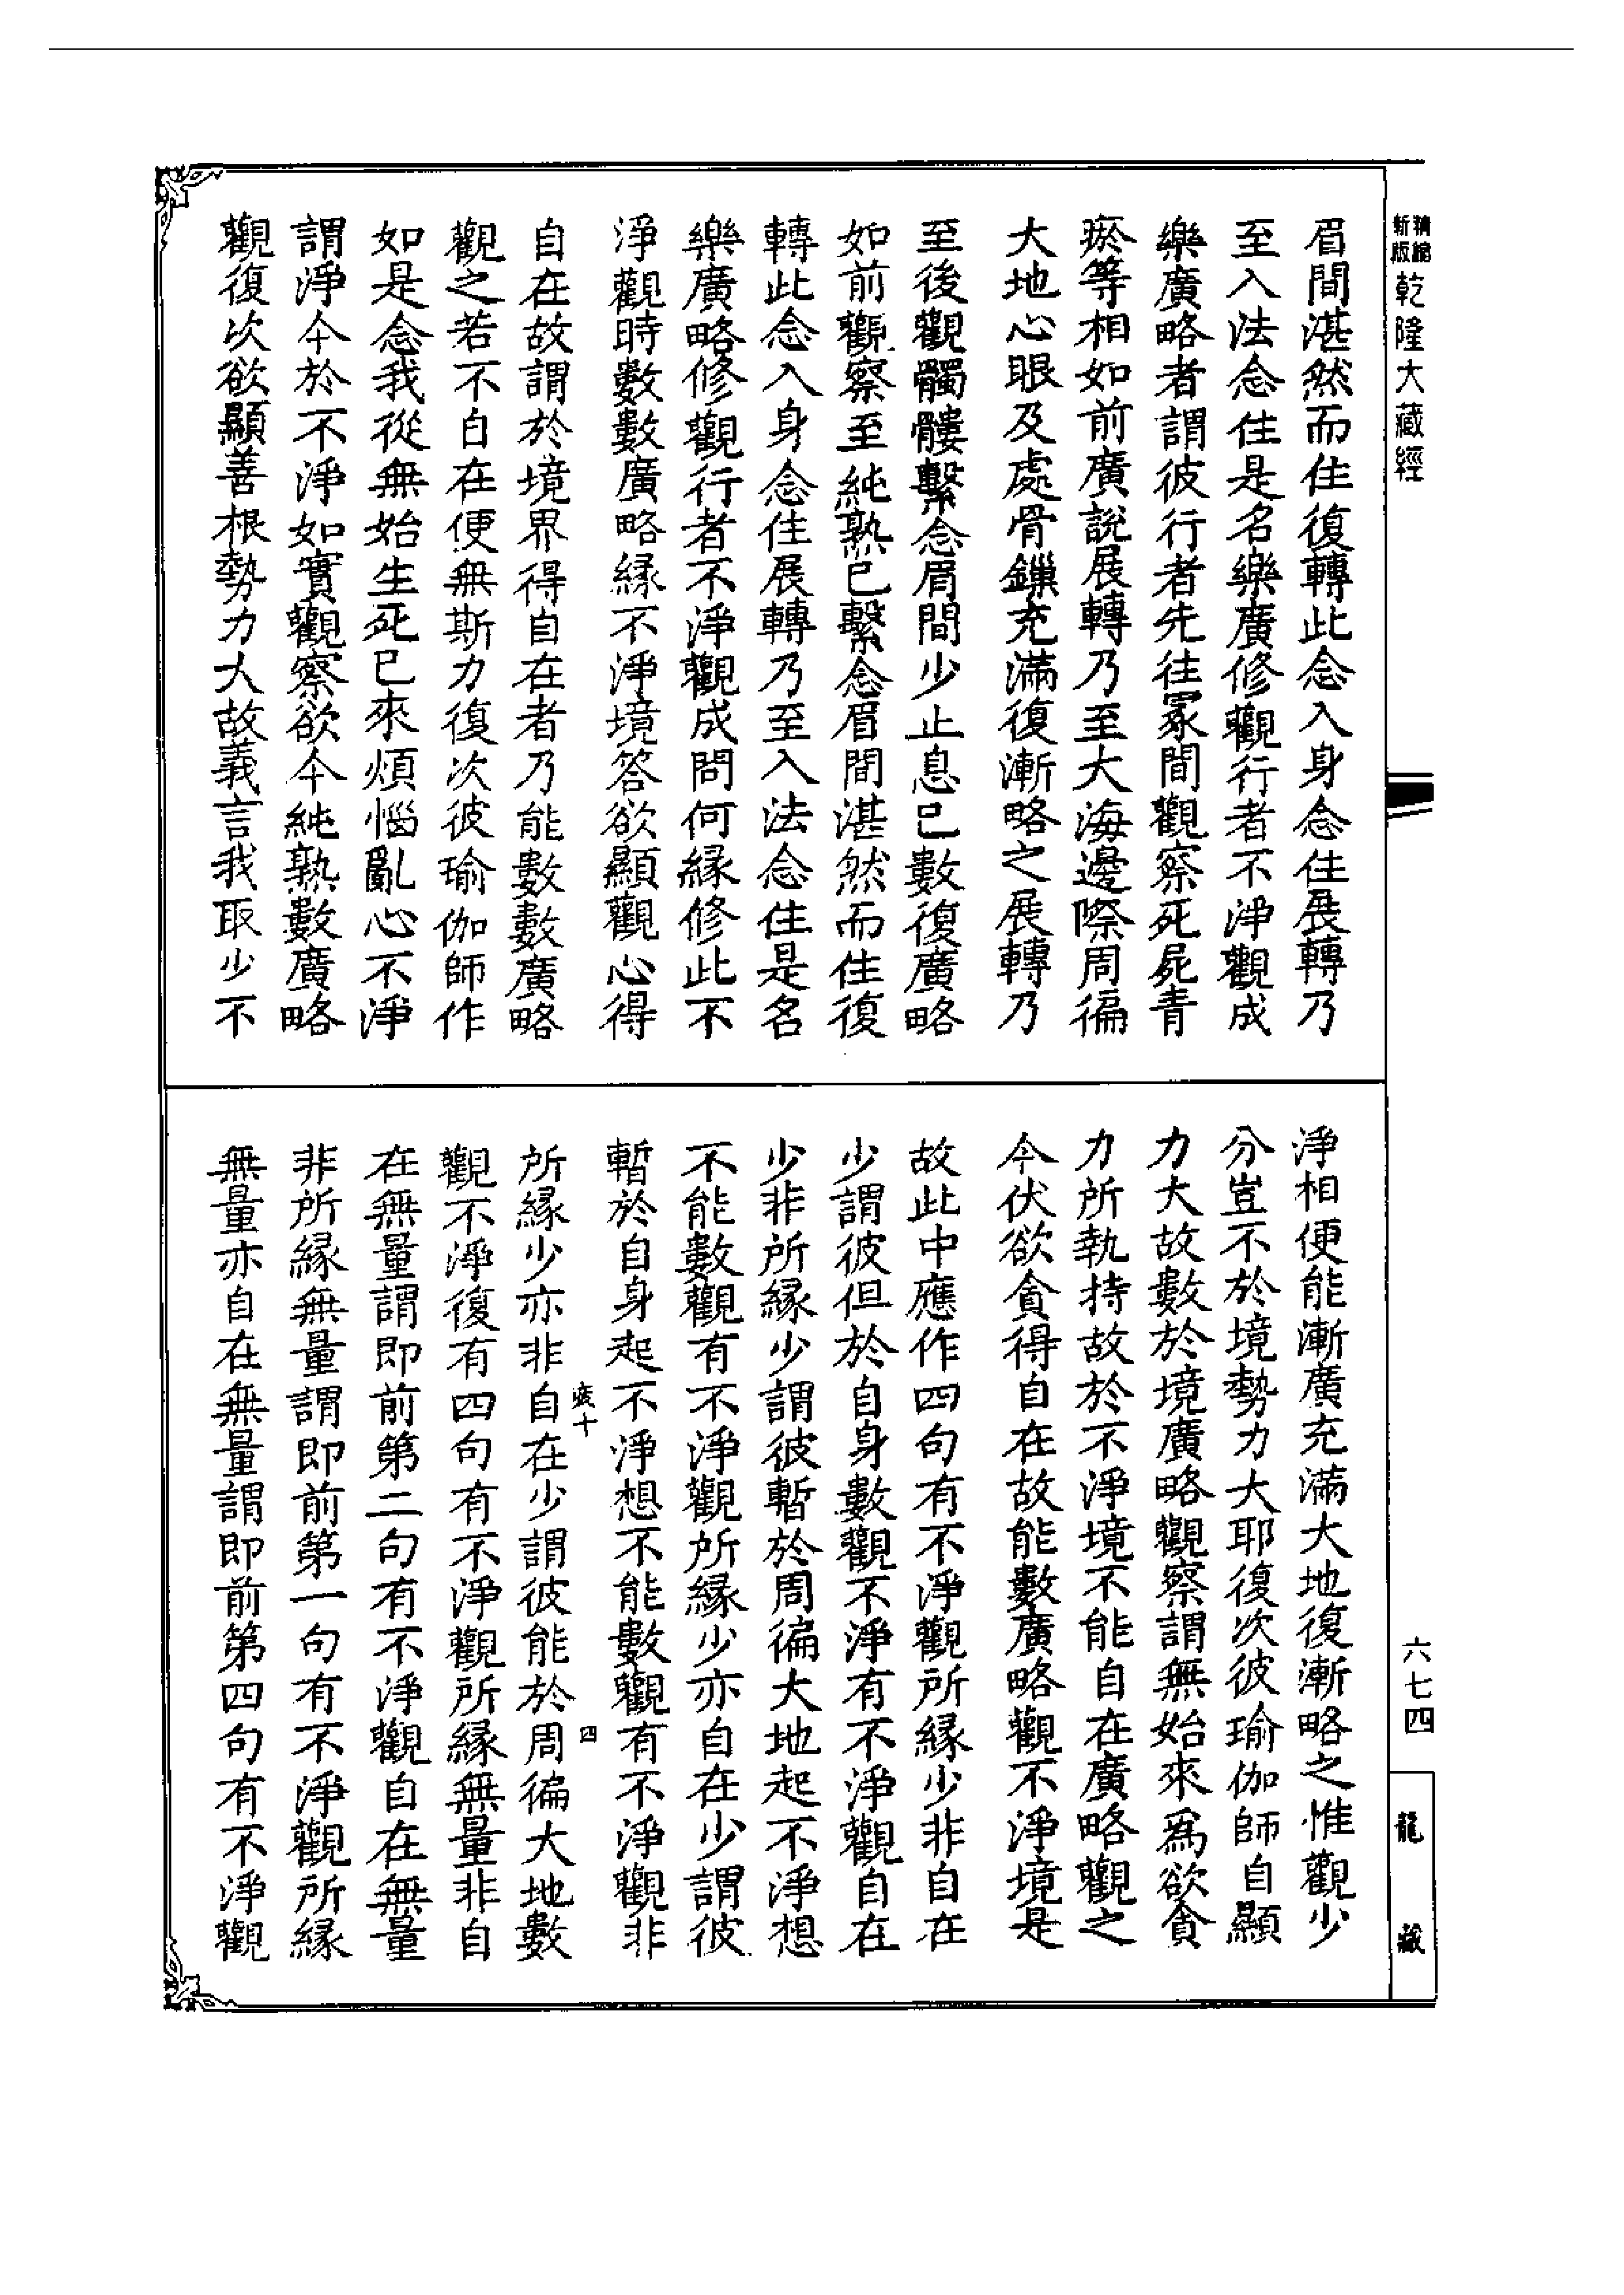 精縮新版 乾隆大藏經
眉間湛然而住復轉此念入身念住展轉乃
至入法念住是名樂廣修觀行者不淨觀成
樂廣略者謂彼行者先往冢間觀察死屍青
瘀等相如前廣說展轉乃至大海邊際周徧
大地心眼及處骨鏁充滿復漸略之展轉乃
至後觀髑髏繫念眉間少止息已數復廣略
如前觀察至純熟已繫念眉間湛然而住復
轉此念入身念住展轉乃至入法念住是名
樂廣略修觀行者不淨觀成問何緣修此不
淨觀時數數廣略緣不淨境答欲顯觀心得
自在故謂於境界得自在者乃能數數廣略
觀之若不自在便無斯力復次彼瑜伽師作
如是念我從無始生死已來煩惱亂心不淨
謂淨今於不淨如實觀察欲令純熟數廣略
觀復次欲顯善根勢力大故義言我取少不
淨相便能漸廣充滿大地復漸略之惟觀少
分豈不於境勢力大耶復次彼瑜伽師自顯
力大故數於境廣略觀察謂無始來為欲貪
力所執持故於不淨境不能自在廣略觀之
今伏欲貪得自在故能數廣略觀不淨境是
故此中應作四句有不淨觀所緣少非自在
少謂彼但於自身數觀不淨有不淨觀自在
少非所緣少謂彼暫於周徧大地起不淨想
不能數觀有不淨觀所緣少亦自在少謂彼
暫於自身起不淨想不能數觀有不淨觀非
所緣少亦非自在少謂彼能於周徧大地數
觀不淨復有四句有不淨觀所緣無量非自
在無量謂即前第二句有不淨觀自在無量
非所緣無量謂即前第一句有不淨觀所緣
無量亦自在無量謂即前第四句有不淨觀
四
六七四
龍藏